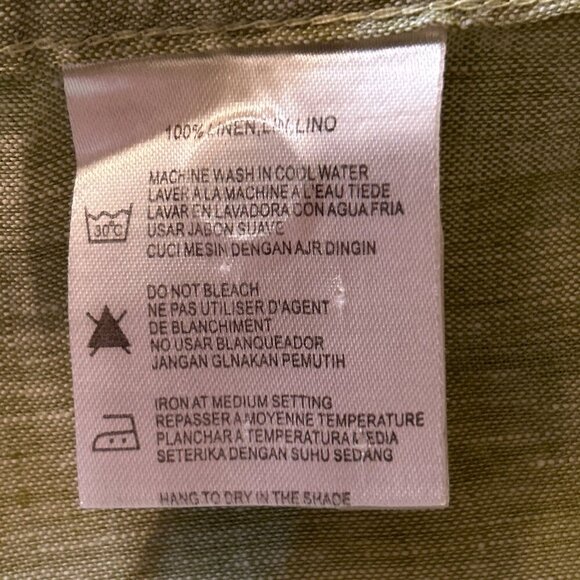 100% LINEN, LIN, LINO
MACHINE WASH IN COOL WATER
LAVER A LA MACHINE A L'EAU TIEDE
LAVAR EN LAVADORA CON AGUA FRIA
USAR JABON SUAVE
CUCI MESIN DENGAN AJR DINGIN
30°C
DO NOT BLEACH
NE PAS UTILISER D'AGENT
DE BLANCHIMENT
NO USAR BLANQUEADOR
JANGAN GLNAKAN PEMUTIH
IRON AT MEDIUM SETTING
REPASSER A MOYENNE TEMPERATURE
PLANCHAR A TEMPERATURA MEDIA
SETERIKA DENGAN SUHU SEDANG
HANG TO DRY IN THE SHADE